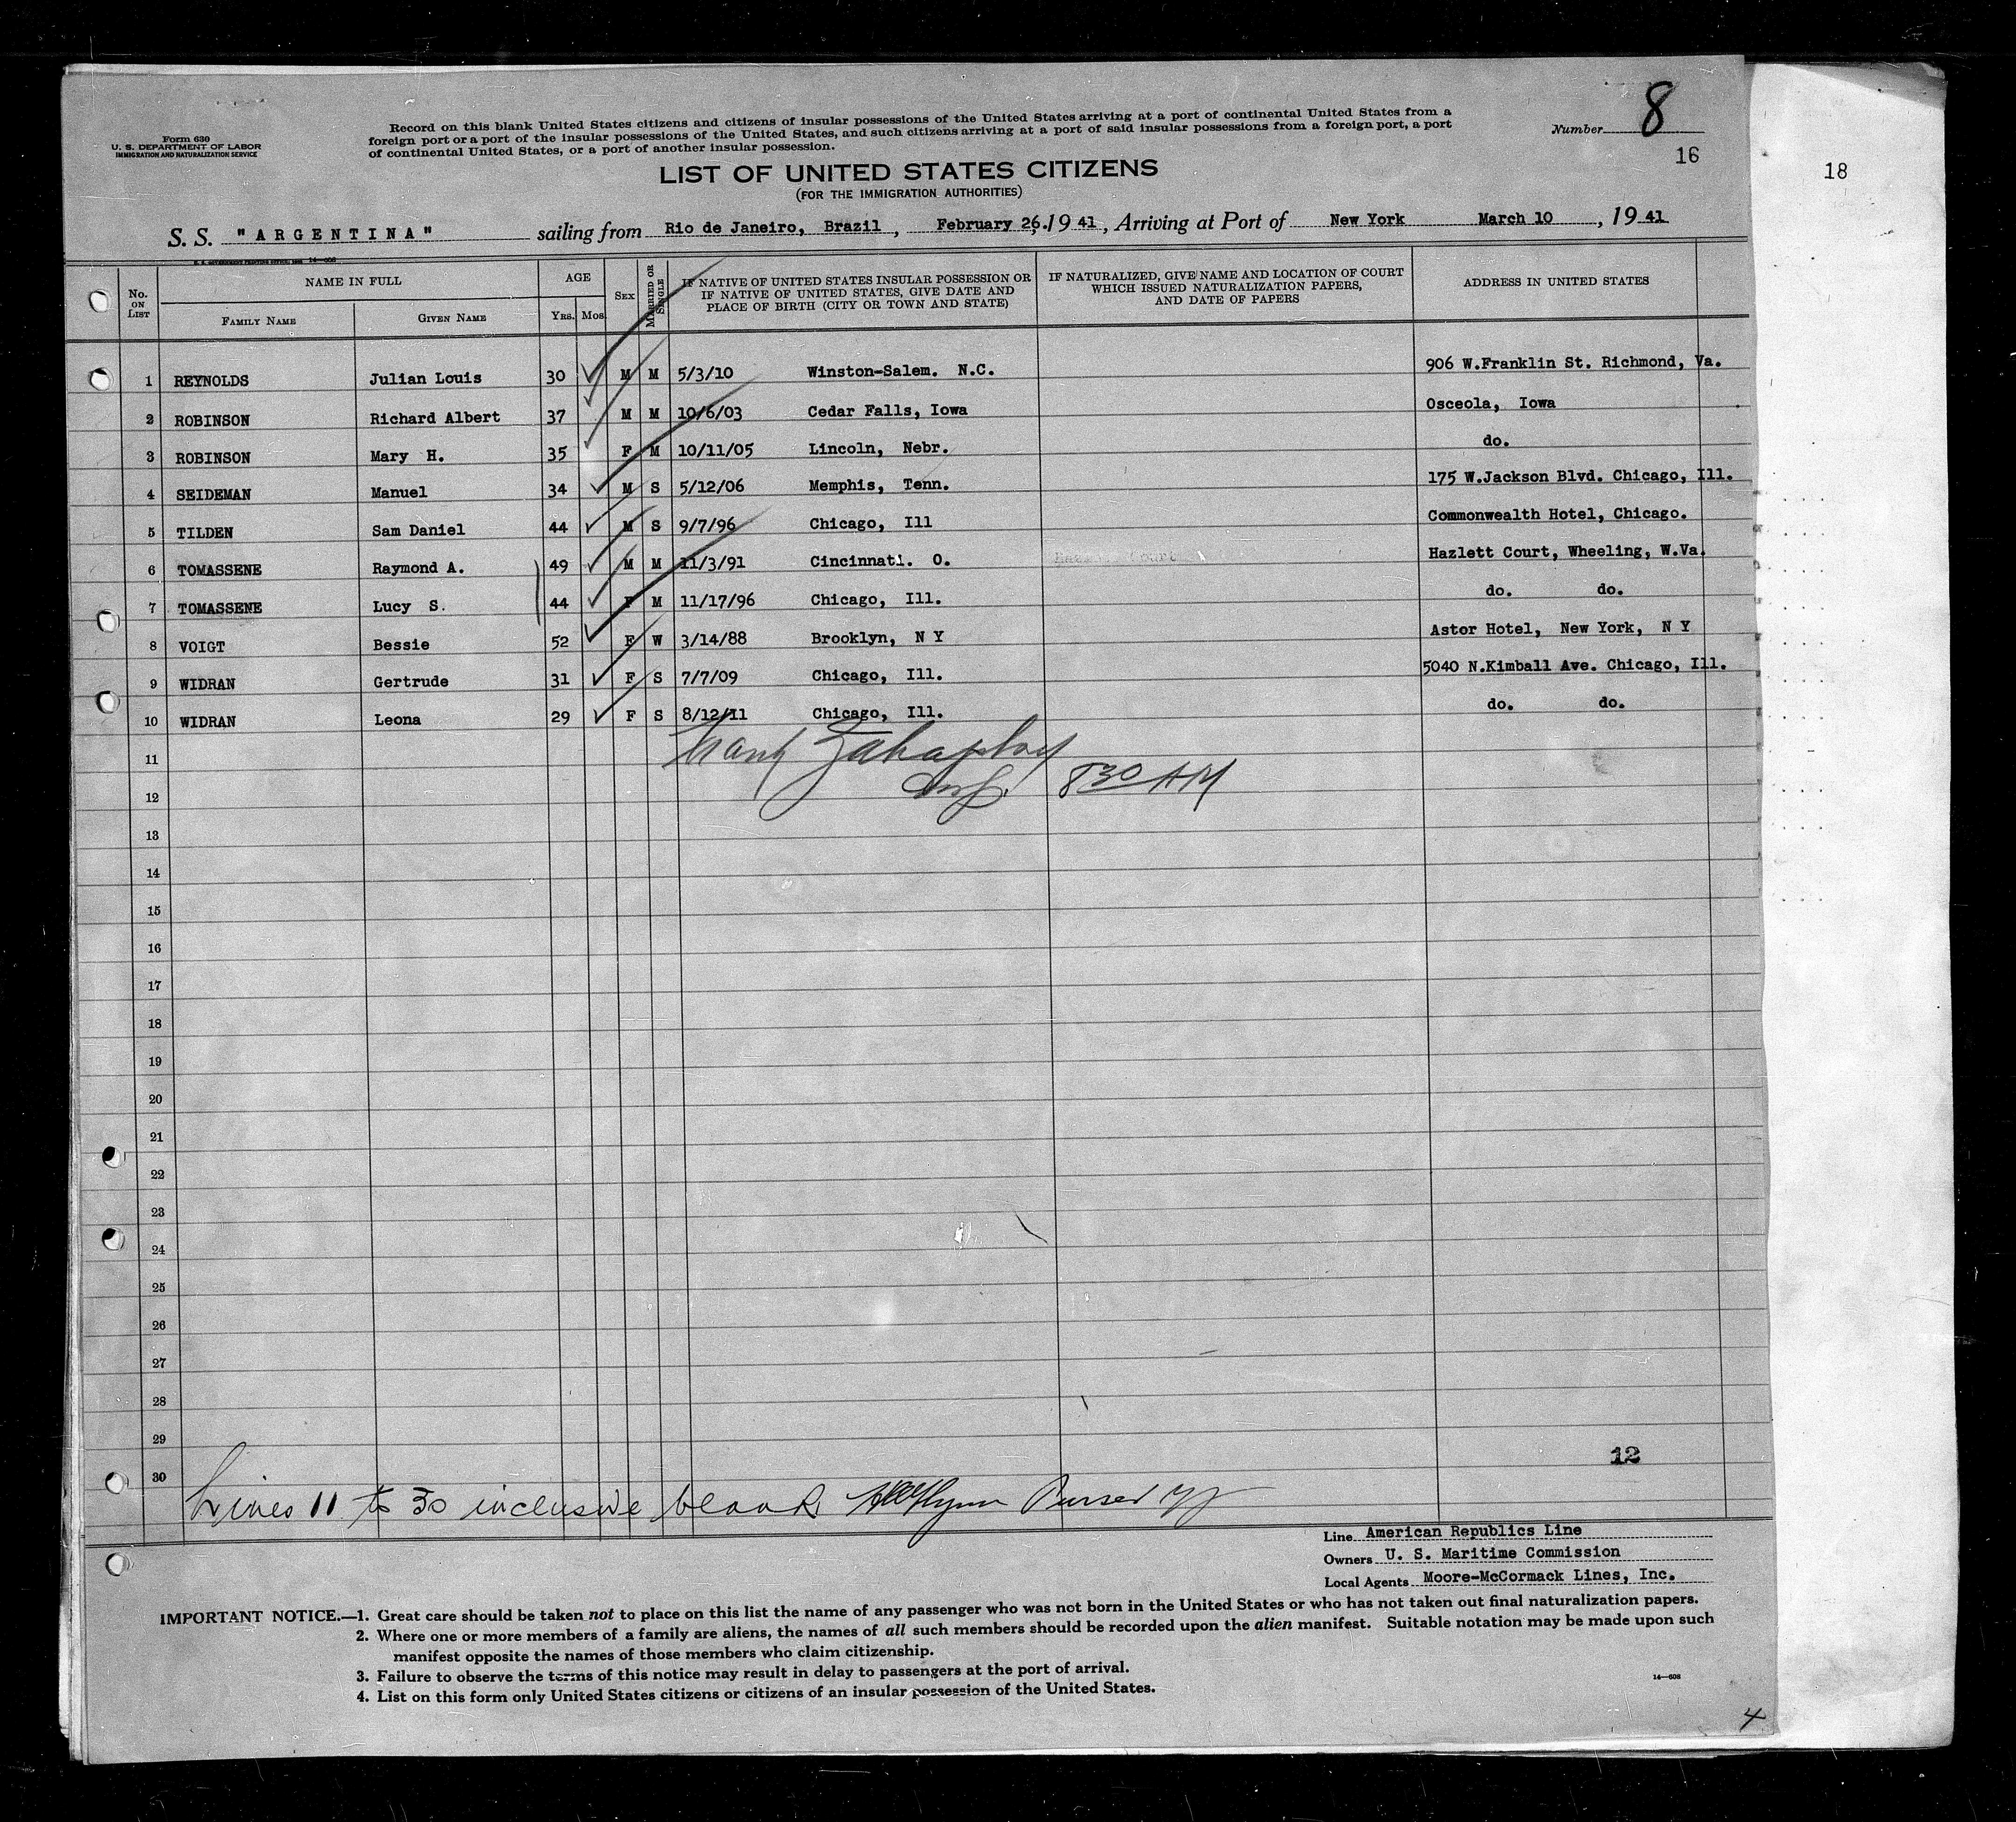 Form 630
U. S. DEPARTMENT OF LABOR
IMMIGRATION AND NATURALIZATION SERVICE
Record on this blank United States citizens and citizens of insular possessions of the United States arriving at a port of continental United States from a
foreign port or a port of the insular possessions of the United States, and such citizens arriving at a port of said insular possessions from a foreign port, a port
of continental United States, or a port of another insular possession.
Number 8
16
18
LIST OF UNITED STATES CITIZENS
(FOR THE IMMIGRATION AUTHORITIES)
S. S. "ARGENTINA" sailing from Rio de Janeiro, Brazil, February 26, 1941, Arriving at Port of New York March 10, 1941
No. ON LIST
NAME IN FULL
FAMILY NAME
GIVEN NAME
AGE
YRS. MOS.
SEX
MARRIED OR SINGLE
IF NATIVE OF UNITED STATES INSULAR POSSESSION OR
IF NATIVE OF UNITED STATES, GIVE DATE AND
PLACE OF BIRTH (CITY OR TOWN AND STATE)
IF NATURALIZED, GIVE NAME AND LOCATION OF COURT
WHICH ISSUED NATURALIZATION PAPERS,
AND DATE OF PAPERS
ADDRESS IN UNITED STATES
1 REYNOLDS Julian Louis 30 M M 5/3/10 Winston-Salem. N.C. 906 W.Franklin St. Richmond, Va.
2 ROBINSON Richard Albert 37 M M 10/6/03 Cedar Falls, Iowa Osceola, Iowa
3 ROBINSON Mary H. 35 F M 10/11/05 Lincoln, Nebr. do.
4 SEIDEMAN Manuel 34 M S 5/12/06 Memphis, Tenn. 175 W.Jackson Blvd. Chicago, Ill.
5 TILDEN Sam Daniel 44 M S 9/7/96 Chicago, Ill Commonwealth Hotel, Chicago.
6 TOMASSENE Raymond A. 49 M M 11/3/91 Cincinnati. O. Hazlett Court, Wheeling, W.Va.
7 TOMASSENE Lucy S. 44 F M 11/17/96 Chicago, Ill. do. do.
8 VOIGT Bessie 52 F W 3/14/88 Brooklyn, N Y Astor Hotel, New York, N Y
9 WIDRAN Gertrude 31 F S 7/7/09 Chicago, Ill. 5040 N.Kimball Ave. Chicago, Ill.
10 WIDRAN Leona 29 F S 8/12/11 Chicago, Ill. do. do.
11
12 8 30 AM
13
14
15
16
17
18
19
20
21
22
23
24
25
26
27
28
29
12
30
Lines 11 to 30 inclusive blank Purser
Line American Republics Line
Owners U. S. Maritime Commission
Local Agents Moore-McCormack Lines, Inc.
IMPORTANT NOTICE.—1. Great care should be taken not to place on this list the name of any passenger who was not born in the United States or who has not taken out final naturalization papers.
2. Where one or more members of a family are aliens, the names of all such members should be recorded upon the alien manifest. Suitable notation may be made upon such
manifest opposite the names of those members who claim citizenship.
3. Failure to observe the terms of this notice may result in delay to passengers at the port of arrival.
4. List on this form only United States citizens or citizens of an insular possession of the United States.
14—608
4